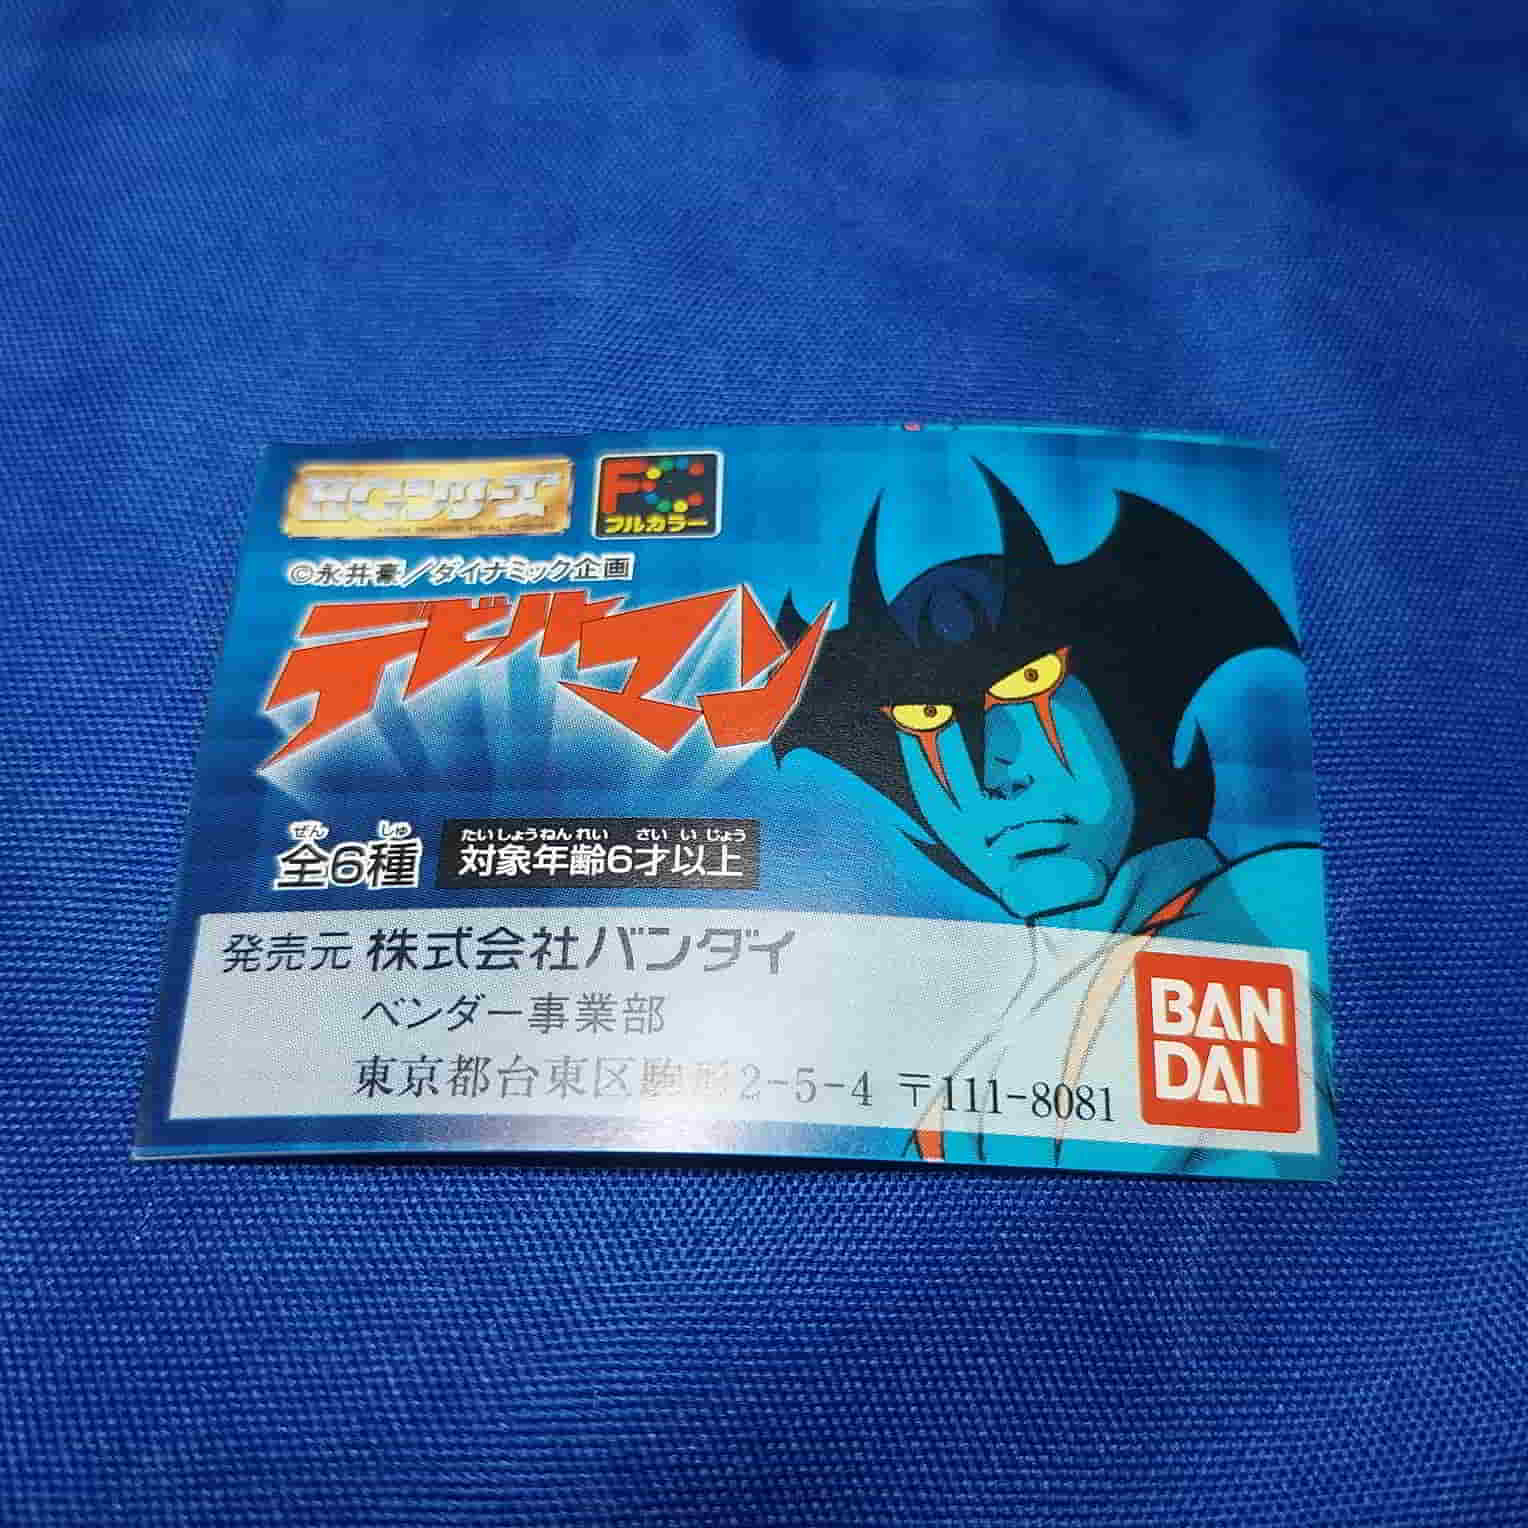 HGシリーズ
FC
フルカラー
©永井豪／ダイナミック企画
デビルマン
ぜん しゅ
全6種
たいしょうねんれい さい い じょう
対象年齢6才以上
発売元 株式会社バンダイ
ベンダー事業部
東京都台東区駒形2-5-4 〒111-8081
BAN
DAI